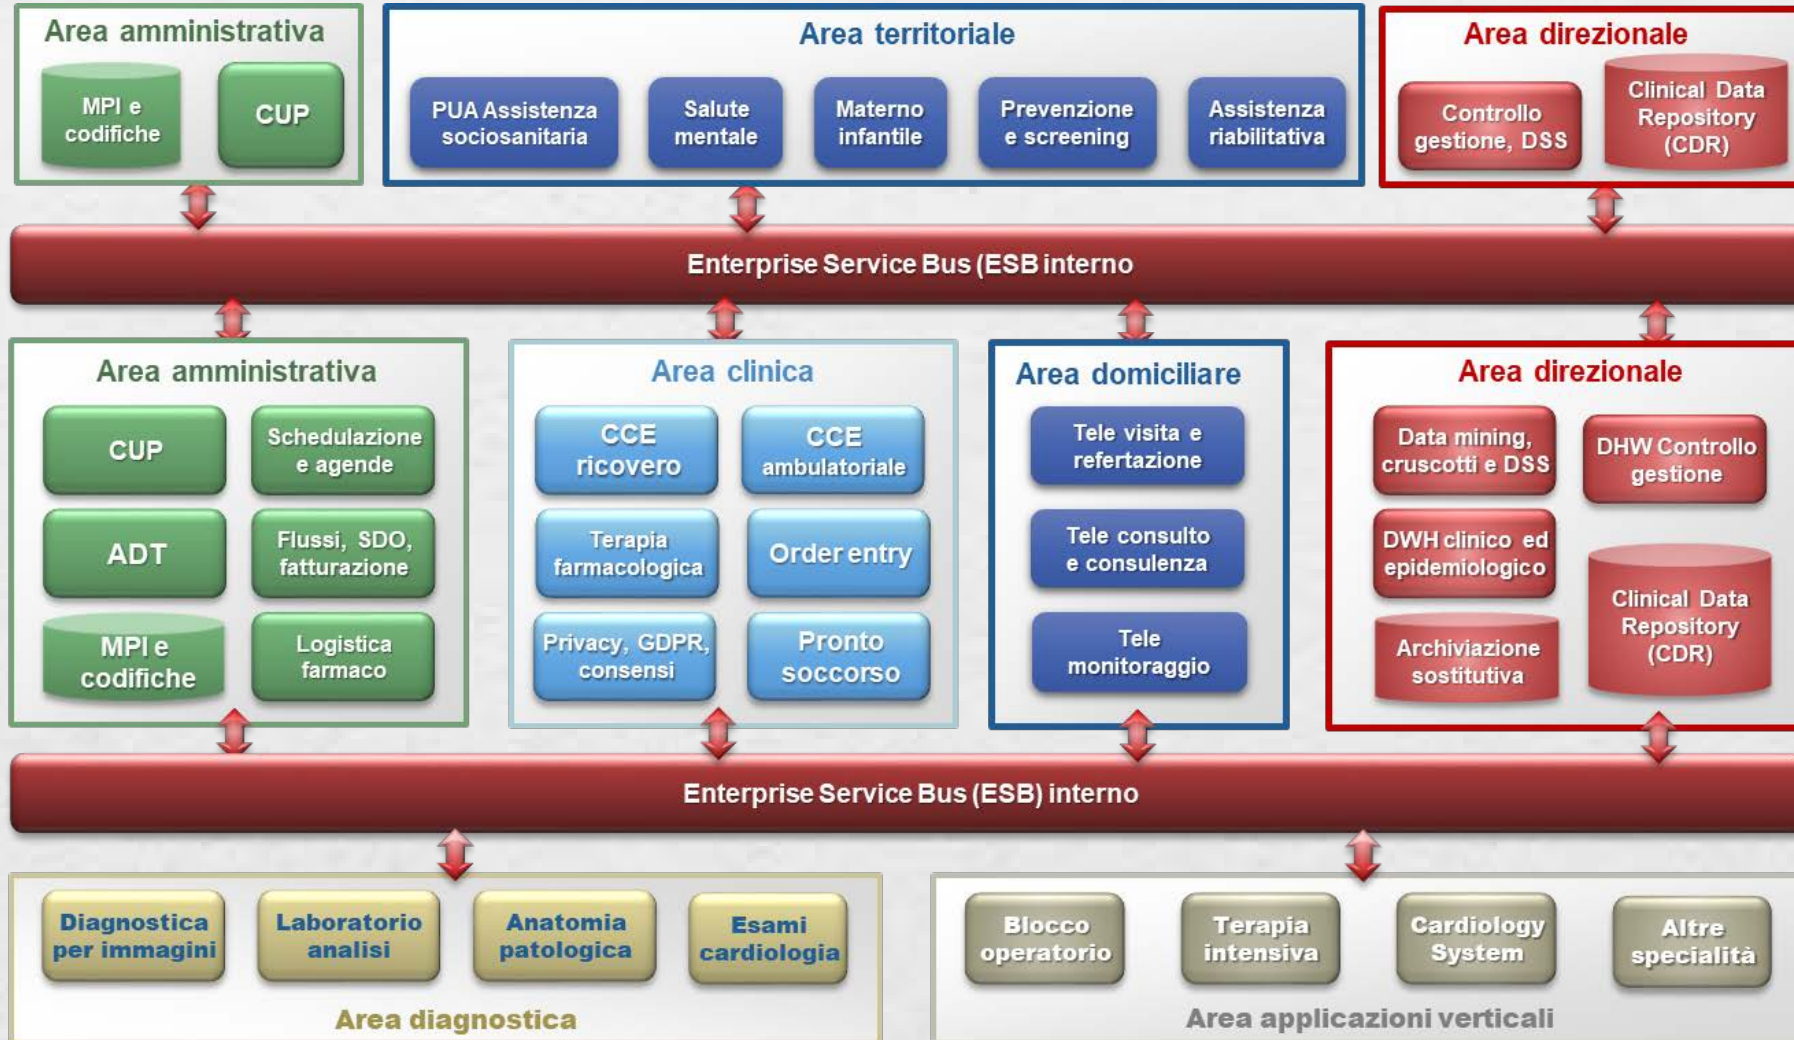 Area amministrativa
MPI e
codifiche
CUP
Area territoriale
PUA Assistenza
sociosanitaria
Salute
mentale
Materno
infantile
Prevenzione
e screening
Assistenza
riabilitativa
Area direzionale
Controllo
gestione, DSS
Clinical Data
Repository
(CDR)
Enterprise Service Bus (ESB interno
Area amministrativa
CUP
Schedulazione
e agende
ADT
Flussi, SDO,
fatturazione
MPI e
codifiche
Logistica
farmaco
Area clinica
CCE
ricovero
CCE
ambulatoriale
Terapia
farmacologica
Order entry
Privacy, GDPR,
consensi
Pronto
soccorso
Area domiciliare
Tele visita e
refertazione
Tele consulto
e consulenza
Tele
monitoraggio
Area direzionale
Data mining,
cruscotti e DSS
DHW Controllo
gestione
DWH clinico ed
epidemiologico
Clinical Data
Repository
(CDR)
Archiviazione
sostitutiva
Enterprise Service Bus (ESB) interno
Diagnostica
per immagini
Laboratorio
analisi
Anatomia
patologica
Esami
cardiologia
Area diagnostica
Blocco
operatorio
Terapia
intensiva
Cardiology
System
Altre
specialità
Area applicazioni verticali